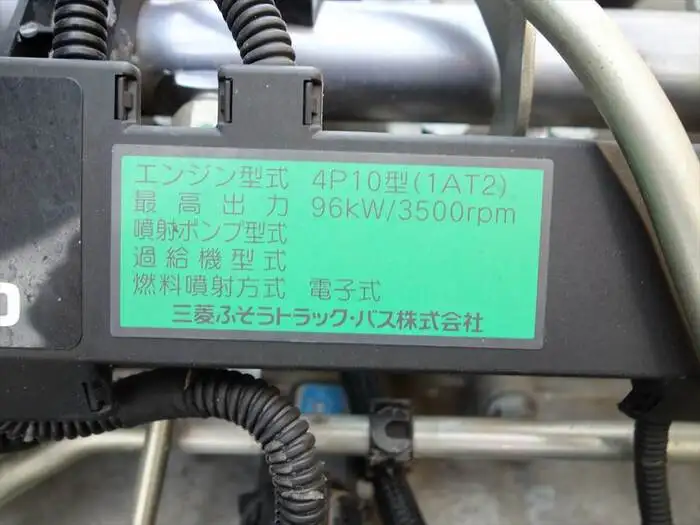 エンジン型式 4P10型(1AT2)
最高出力 96kW/3500rpm
噴射ポンプ型式
過給機型式
燃料噴射方式 電子式
三菱ふそうトラック・バス株式会社